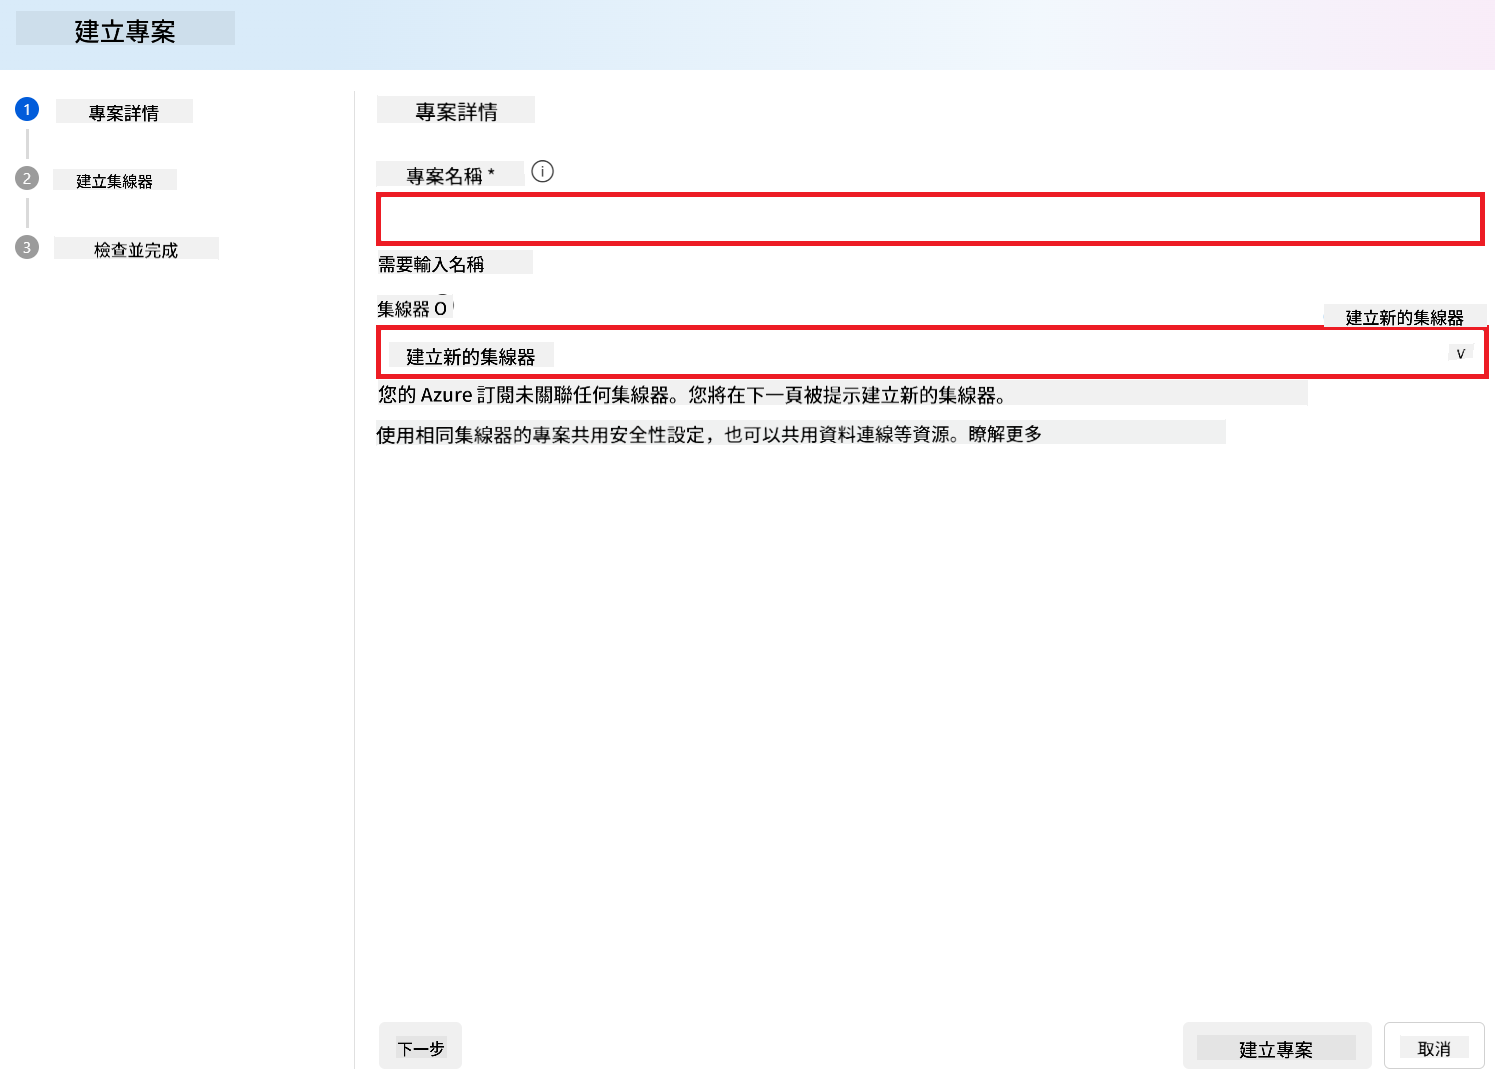 建立專案
1 專案詳情
2 建立集線器
3 檢查並完成
專案詳情
專案名稱 * i
需要輸入名稱
集線器 O
建立新的集線器
建立新的集線器 v
您的 Azure 訂閱未關聯任何集線器。您將在下一頁被提示建立新的集線器。
使用相同集線器的專案共用安全性設定，也可以共用資料連線等資源。瞭解更多
下一步
建立專案
取消